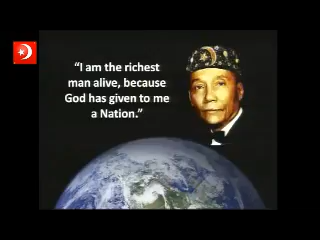 “I am the richest
man alive, because
God has given to me
a Nation.”